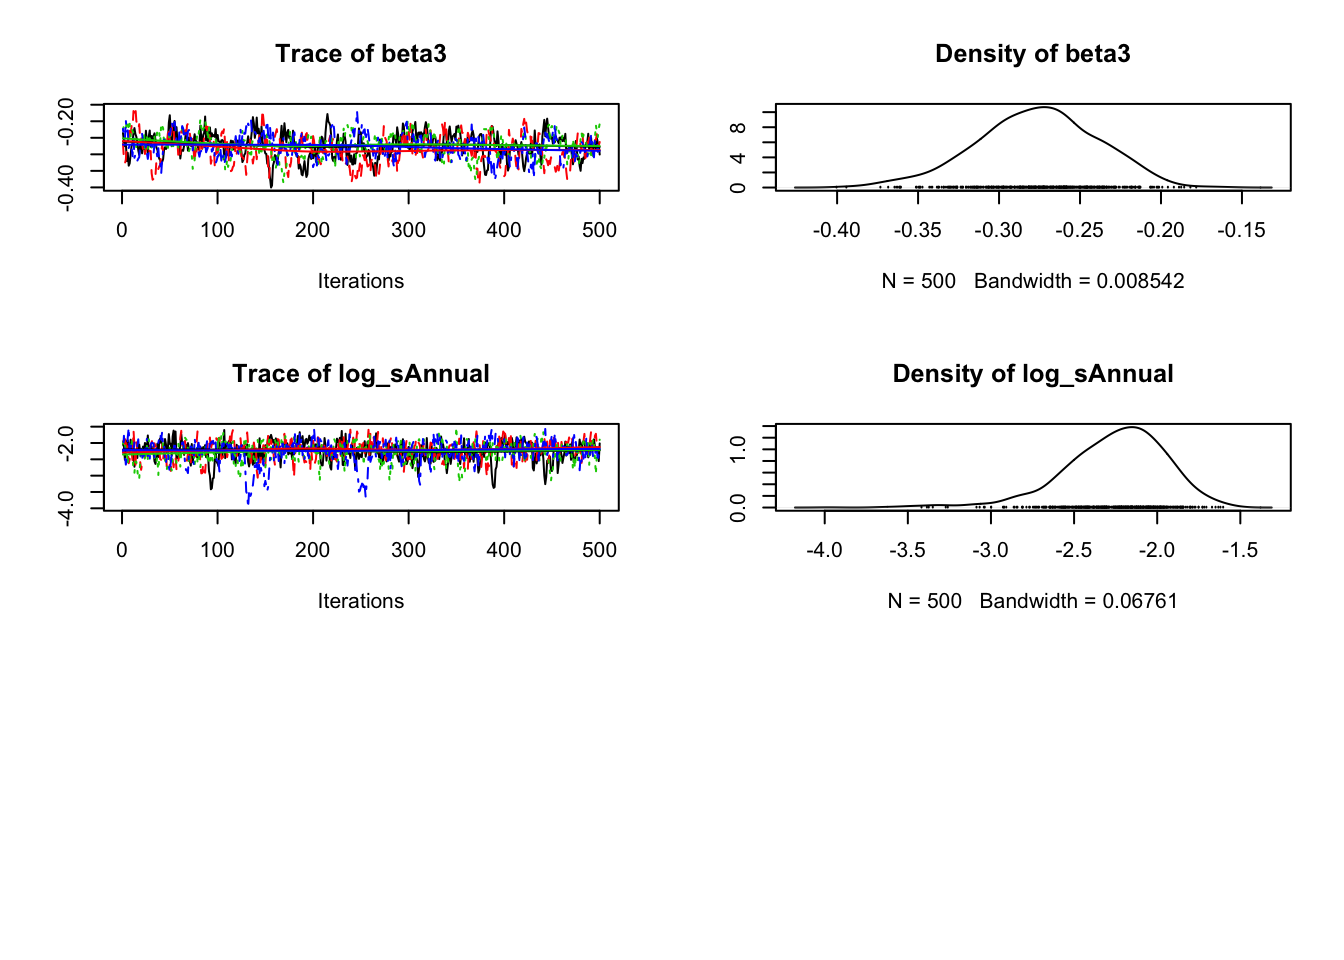 Trace of beta3
-0.20
-0.40
0 100 200 300 400 500
Iterations
Density of beta3
8
4
0
-0.40 -0.35 -0.30 -0.25 -0.20 -0.15
N = 500 Bandwidth = 0.008542
Trace of log_sAnnual
-2.0
-4.0
0 100 200 300 400 500
Iterations
Density of log_sAnnual
1.0
0.0
-4.0 -3.5 -3.0 -2.5 -2.0 -1.5
N = 500 Bandwidth = 0.06761